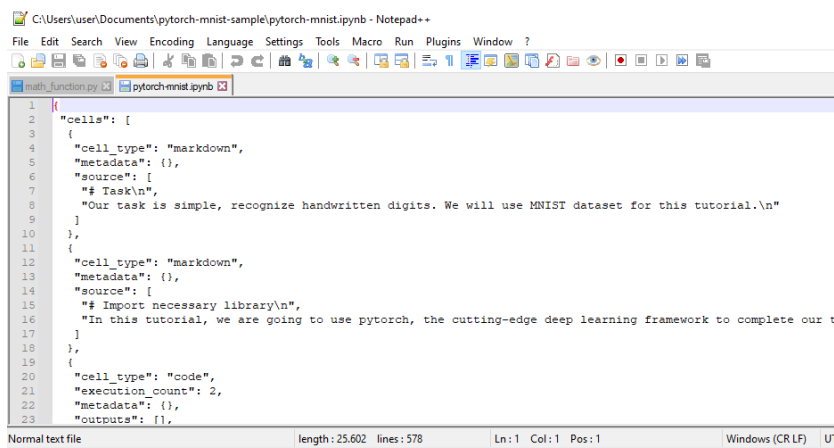 C:\Users\user\Documents\pytorch-mnist-sample\pytorch-mnist.ipynb - Notepad++
File Edit Search View Encoding Language Settings Tools Macro Run Plugins Window ?
math_function.py pytorch-mnist.ipynb
1 {
2 "cells": [
3 {
4 "cell_type": "markdown",
5 "metadata": {},
6 "source": [
7 "# Task\n",
8 "Our task is simple, recognize handwritten digits. We will use MNIST dataset for this tutorial.\n"
9 ]
10 },
11 {
12 "cell_type": "markdown",
13 "metadata": {},
14 "source": [
15 "# Import necessary library\n",
16 "In this tutorial, we are going to use pytorch, the cutting-edge deep learning framework to complete our t
17 ]
18 },
19 {
20 "cell_type": "code",
21 "execution_count": 2,
22 "metadata": {},
23 "outputs": [],
Normal text file length : 25.602 lines : 578 Ln : 1 Col : 1 Pos : 1 Windows (CR LF) UT